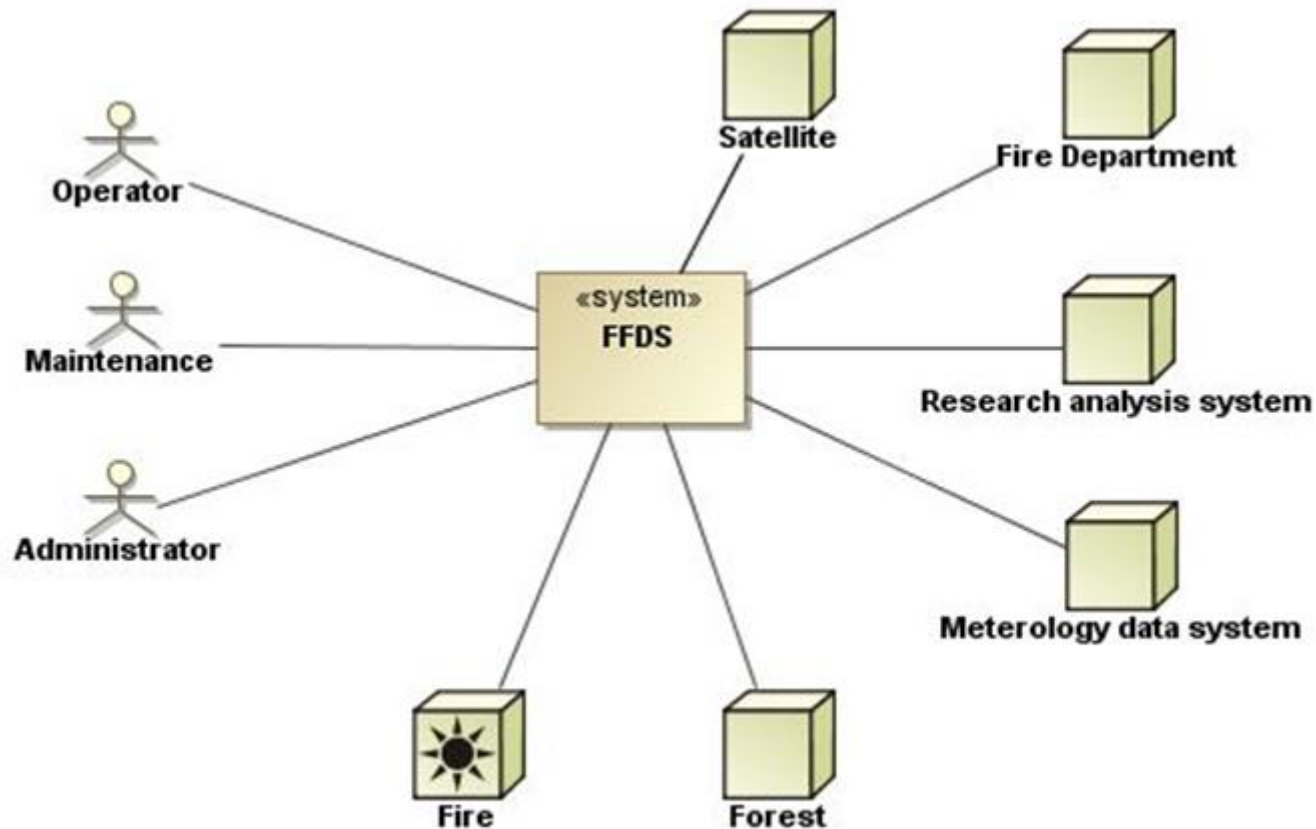 Satellite
Fire Department
Operator
«system»
FFDS
Maintenance
Research analysis system
Administrator
Meterology data system
Fire
Forest